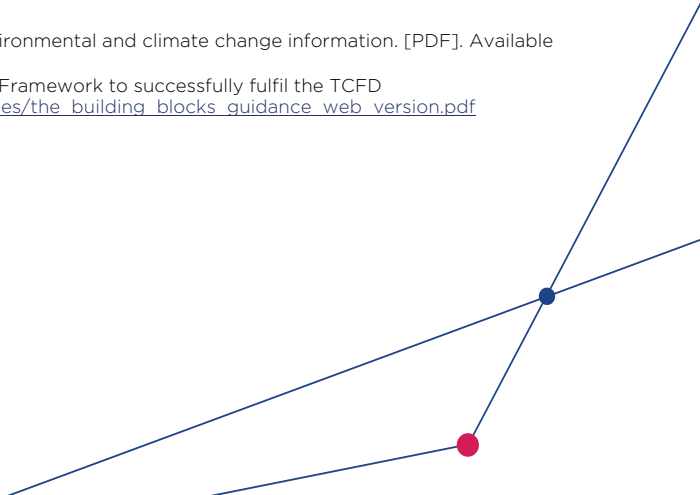 ironmental and climate change information. [PDF]. Available
Framework to successfully fulfil the TCFD
es/the_building_blocks_guidance_web_version.pdf